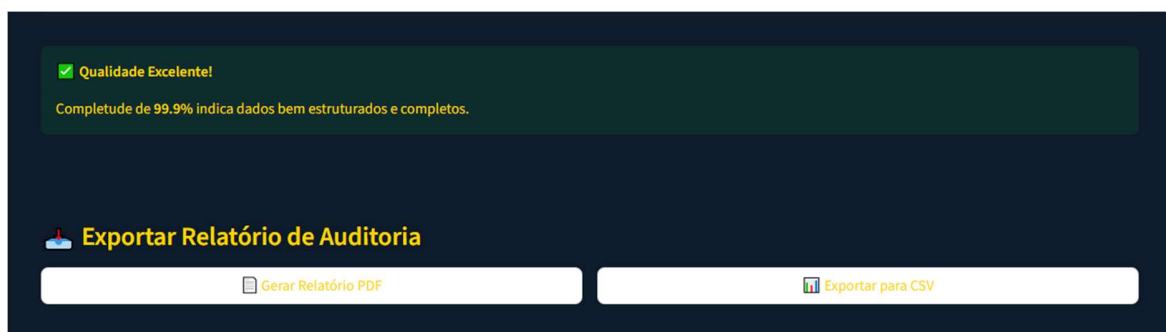 ✅ Qualidade Excelente!
Completude de 99.9% indica dados bem estruturados e completos.
📥 Exportar Relatório de Auditoria
📄 Gerar Relatório PDF
📊 Exportar para CSV